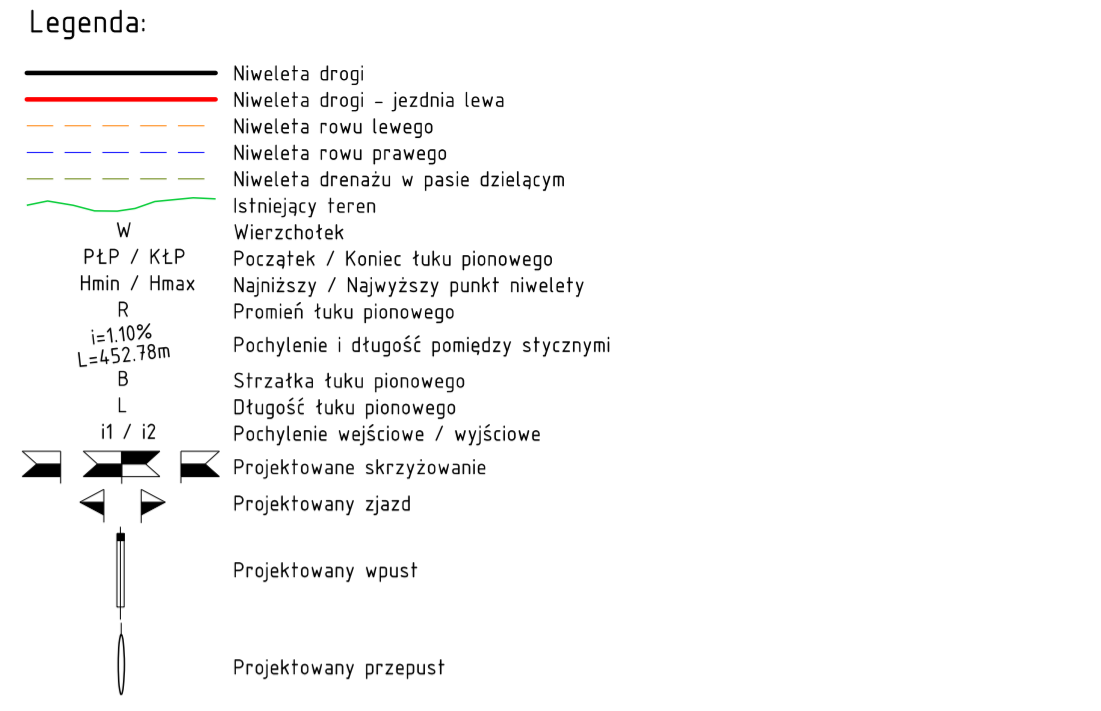 Legenda:
Niweleta drogi
Niweleta drogi - jezdnia lewa
Niweleta rowu lewego
Niweleta rowu prawego
Niweleta drenażu w pasie dzielącym
Istniejący teren
W Wierzchołek
PŁP / KŁP Początek / Koniec łuku pionowego
Hmin / Hmax Najniższy / Najwyższy punkt niwelety
R Promień łuku pionowego
i=1.10%
L=452.78m Pochylenie i długość pomiędzy stycznymi
B Strzałka łuku pionowego
L Długość łuku pionowego
i1 / i2 Pochylenie wejściowe / wyjściowe
Projektowane skrzyżowanie
Projektowany zjazd
Projektowany wpust
Projektowany przepust